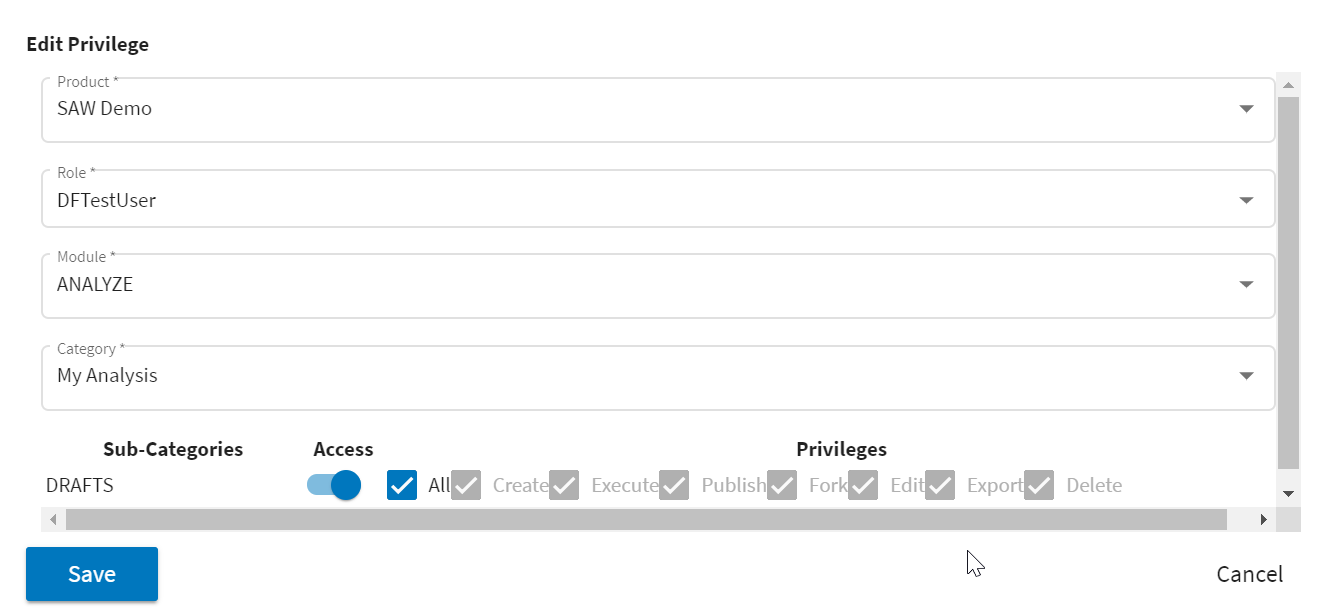 Edit Privilege
Product *
SAW Demo
Role *
DFTestUser
Module *
ANALYZE
Category *
My Analysis
Sub-Categories Access Privileges
DRAFTS All Create Execute Publish Fork Edit Export Delete
Save Cancel